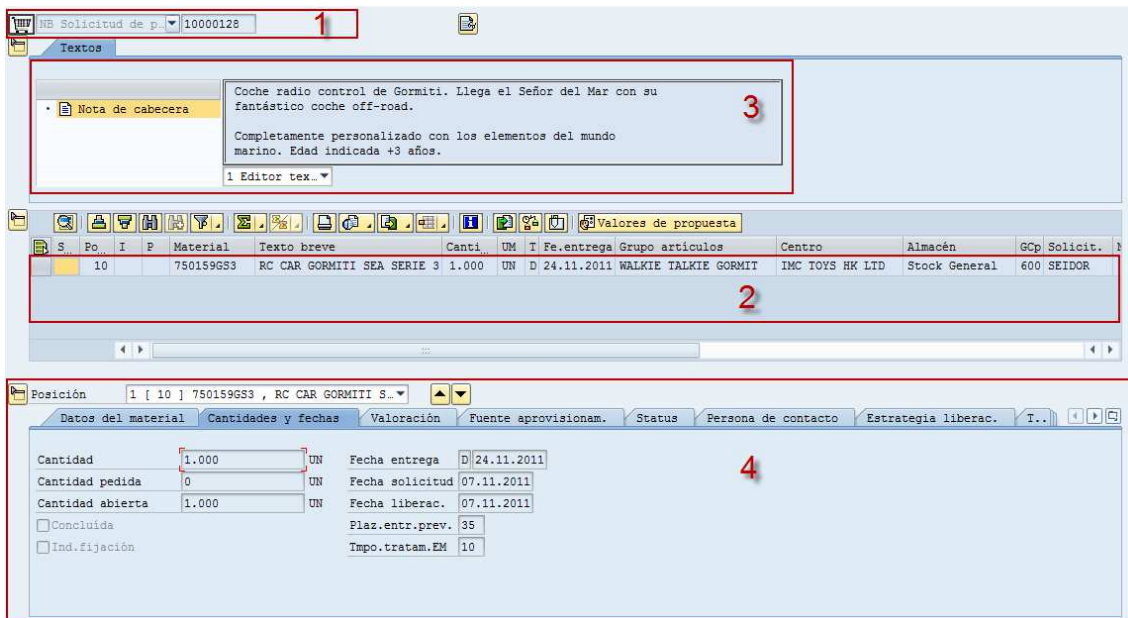 NB Solicitud de p… 10000128 1
Textos
Nota de cabecera
Coche radio control de Gormiti. Llega el Señor del Mar con su
fantástico coche off-road.
Completamente personalizado con los elementos del mundo
marino. Edad indicada +3 años.
3
1 Editor tex…
Valores de propuesta
S… Po… I P Material Texto breve Canti… UM T Fe.entrega Grupo artículos Centro Almacén GCp Solicit. N
10 750159GS3 RC CAR GORMITI SEA SERIE 3 1.000 UN D 24.11.2011 WALKIE TALKIE GORMIT IMC TOYS HK LTD Stock General 600 SEIDOR
2
Posición 1 [ 10 ] 750159GS3 , RC CAR GORMITI S…
Datos del material Cantidades y fechas Valoración Fuente aprovisionam. Status Persona de contacto Estrategia liberac. T..
Cantidad 1.000 UN Fecha entrega D 24.11.2011
Cantidad pedida 0 UN Fecha solicitud 07.11.2011
Cantidad abierta 1.000 UN Fecha liberac. 07.11.2011
Concluída Plaz.entr.prev. 35
Ind.fijación Tmpo.tratam.EM 10
4